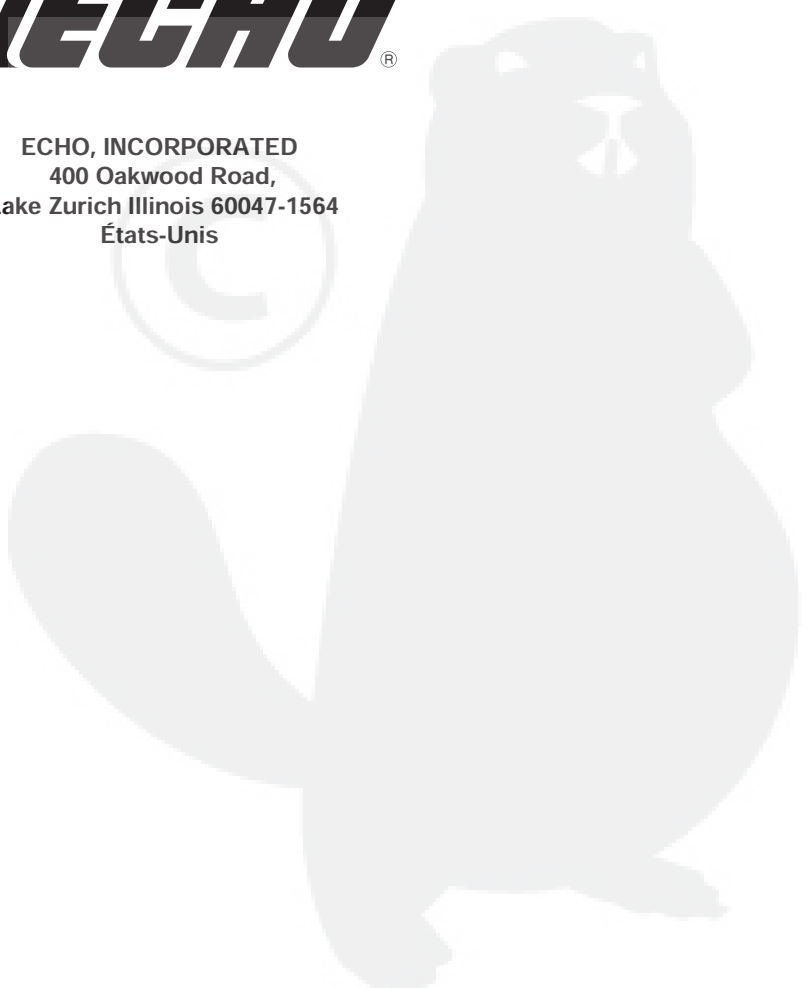 ECHO
®
ECHO, INCORPORATED
400 Oakwood Road,
ake Zurich Illinois 60047-1564
États-Unis
©